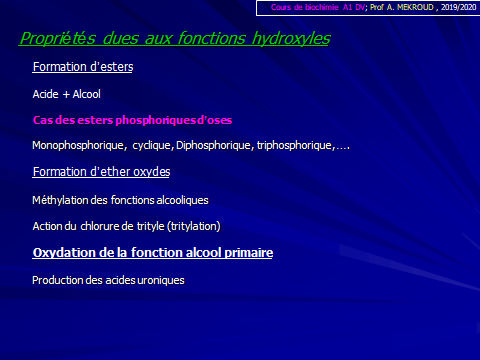 Cours de biochimie A1 DV; Prof A. MEKROUD , 2019/2020
Propriétés dues aux fonctions hydroxyles
Formation d'esters
Acide + Alcool
Cas des esters phosphoriques d'oses
Monophosphorique, cyclique, Diphosphorique, triphosphorique,….
Formation d'ether oxydes
Méthylation des fonctions alcooliques
Action du chlorure de trityle (tritylation)
Oxydation de la fonction alcool primaire
Production des acides uroniques